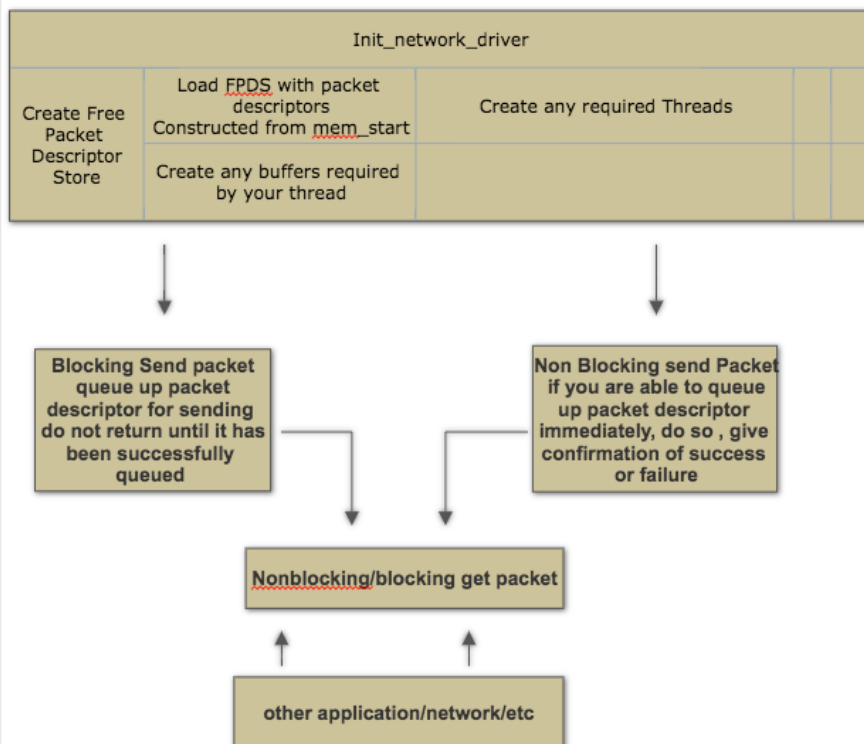 Init_network_driver
Create Free
Packet
Descriptor
Store
Load FPDS with packet
descriptors
Constructed from mem_start
Create any buffers required
by your thread
Create any required Threads
Blocking Send packet
queue up packet
descriptor for sending
do not return until it has
been successfully
queued
Non Blocking send Packet
if you are able to queue
up packet descriptor
immediately, do so , give
confirmation of success
or failure
Nonblocking/blocking get packet
other application/network/etc